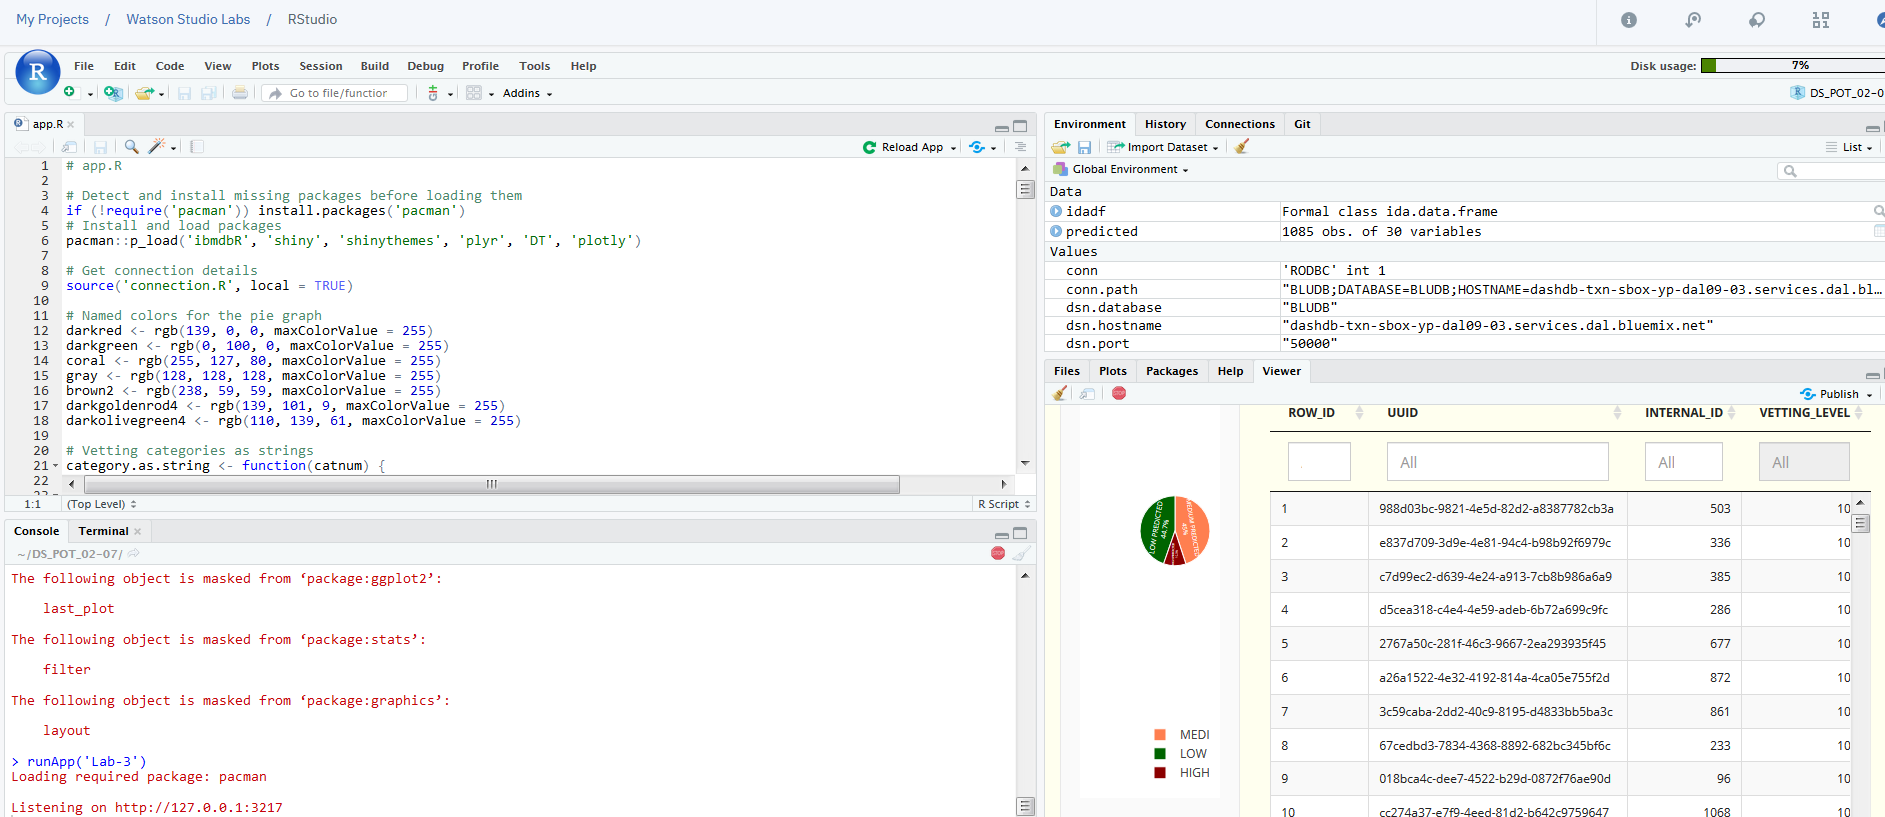 My Projects / Watson Studio Labs / RStudio
R File Edit Code View Plots Session Build Debug Profile Tools Help
Disk usage: 7%
Go to file/functior Addins
DS_POT_02-0
app.R
Reload App
1 # app.R
2
3 # Detect and install missing packages before loading them
4 if (!require('pacman')) install.packages('pacman')
5 # Install and load packages
6 pacman::p_load('ibmdbR', 'shiny', 'shinythemes', 'plyr', 'DT', 'plotly')
7
8 # Get connection details
9 source('connection.R', local = TRUE)
10
11 # Named colors for the pie graph
12 darkred <- rgb(139, 0, 0, maxColorValue = 255)
13 darkgreen <- rgb(0, 100, 0, maxColorValue = 255)
14 coral <- rgb(255, 127, 80, maxColorValue = 255)
15 gray <- rgb(128, 128, 128, maxColorValue = 255)
16 brown2 <- rgb(238, 59, 59, maxColorValue = 255)
17 darkgoldenrod4 <- rgb(139, 101, 9, maxColorValue = 255)
18 darkolivegreen4 <- rgb(110, 139, 61, maxColorValue = 255)
19
20 # Vetting categories as strings
21 category.as.string <- function(catnum) {
22
1:1 (Top Level) R Script
Console Terminal
~/DS_POT_02-07/
The following object is masked from ‘package:ggplot2’:
last_plot
The following object is masked from ‘package:stats’:
filter
The following object is masked from ‘package:graphics’:
layout
> runApp('Lab-3')
Loading required package: pacman
Listening on http://127.0.0.1:3217
Environment History Connections Git
Import Dataset List
Global Environment
Data
idadf Formal class ida.data.frame
predicted 1085 obs. of 30 variables
Values
conn 'RODBC' int 1
conn.path "BLUDB;DATABASE=BLUDB;HOSTNAME=dashdb-txn-sbox-yp-dal09-03.services.dal.bl…
dsn.database "BLUDB"
dsn.hostname "dashdb-txn-sbox-yp-dal09-03.services.dal.bluemix.net"
dsn.port "50000"
Files Plots Packages Help Viewer
Publish
ROW_ID UUID INTERNAL_ID VETTING_LEVEL
All All All
1 988d03bc-9821-4e5d-82d2-a8387782cb3a 503 10
2 e837d709-3d9e-4e81-94c4-b98b92f6979c 336 10
3 c7d99ec2-d639-4e24-a913-7cb8b986a6a9 385 10
4 d5cea318-c4e4-4e59-adeb-6b72a699c9fc 286 10
5 2767a50c-281f-46c3-9667-2ea293935f45 677 10
6 a26a1522-4e32-4192-814a-4ca05e755f2d 872 10
7 3c59caba-2dd2-40c9-8195-d4833bb5ba3c 861 10
8 67cedbd3-7834-4368-8892-682bc345bf6c 233 10
9 018bca4c-dee7-4522-b29d-0872f76ae90d 96 10
10 cc274a37-e7f9-4eed-81d2-b642c9759647 1068 10
LOW PREDICTED
44.7%
MEDIUM PREDICTED
45%
MEDI
LOW
HIGH